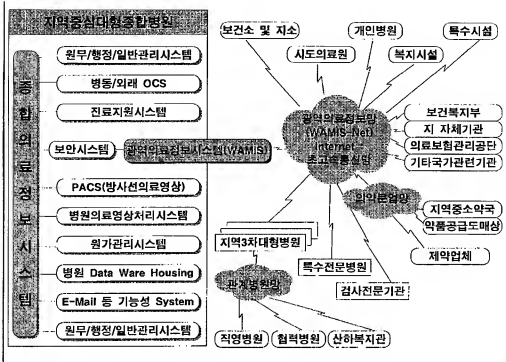 지역중심대형종합병원
종합의료정보시스템
원무/행정/일반관리시스템
병동/외래 OCS
진료지원시스템
보안시스템
광역의료정보시스템(WAMIS)
PACS(방사선의료영상)
병원의료영상처리시스템
원가관리시스템
병원 Data Ware Housing
E-Mail 등 기능성 System
원무/행정/일반관리시스템
보건소 및 지소
개인병원
특수시설
시도의료원
복지시설
광역의료정보망
(WAMIS-Net)
Internet
초고속통신망
보건복지부
지 자체기관
의료보험관리공단
기타국가관련기관
의약분업망
지역중소약국
약품공급도매상
제약업체
지역3차대형병원
특수전문병원
검사전문기관
관계병원망
직영병원
협력병원
산하복지관